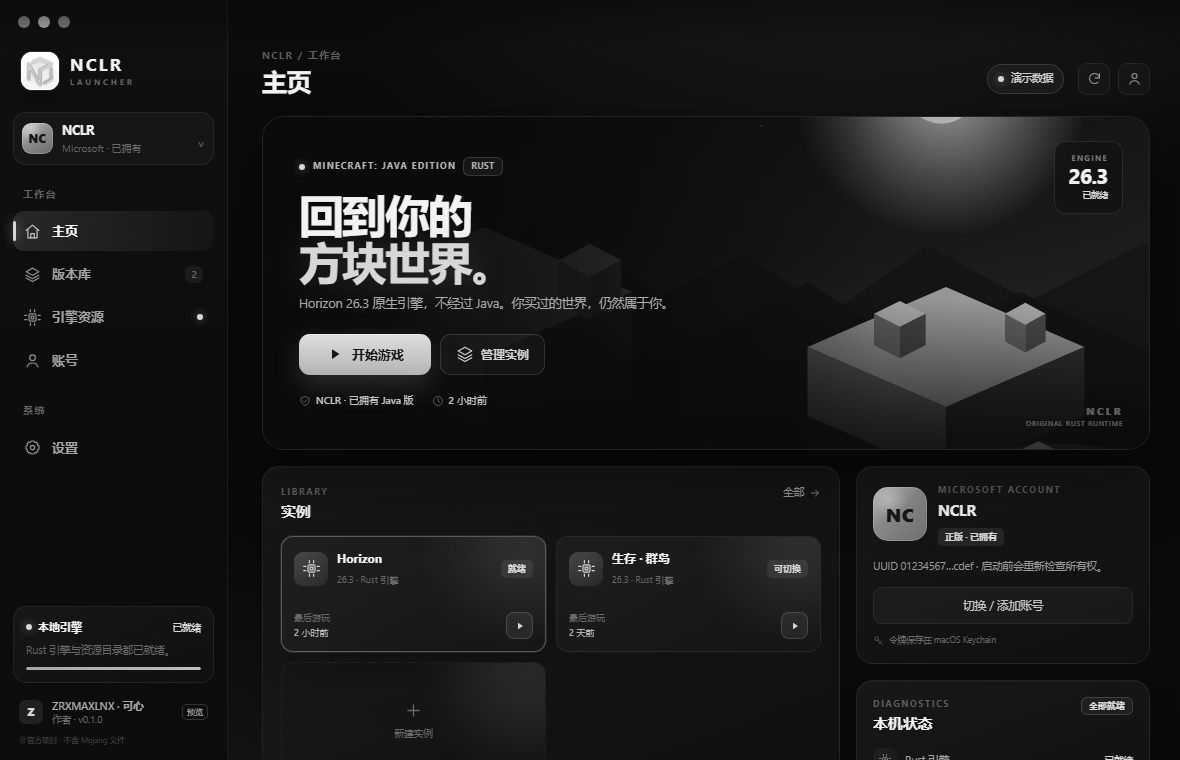 NCLR
LAUNCHER
NC
NCLR
Microsoft · 已拥有
工作台
主页
版本库
2
引擎资源
账号
系统
设置
本地引擎
已就绪
Rust 引擎与资源目录都已就绪。
Z
ZRXMAXLNX · 可心
作者 · v0.1.0
预览
非官方项目 · 不含 Mojang 文件
NCLR / 工作台
主页
演示数据
MINECRAFT: JAVA EDITION
RUST
回到你的
方块世界。
Horizon 26.3 原生引擎，不经过 Java。你买过的世界，仍然属于你。
开始游戏
管理实例
NCLR · 已拥有 Java 版
2 小时前
ENGINE
26.3
已就绪
NCLR
ORIGINAL RUST RUNTIME
LIBRARY
实例
全部 →
Horizon
26.3 · Rust 引擎
就绪
最后游玩
2 小时前
生存 · 群岛
26.3 · Rust 引擎
可切换
最后游玩
2 天前
新建实例
NC
MICROSOFT ACCOUNT
NCLR
正版 · 已拥有
UUID 01234567…cdef · 启动前会重新检查所有权。
切换 / 添加账号
令牌保存在 macOS Keychain
DIAGNOSTICS
本机状态
全部就绪
Rust 引擎
已就绪